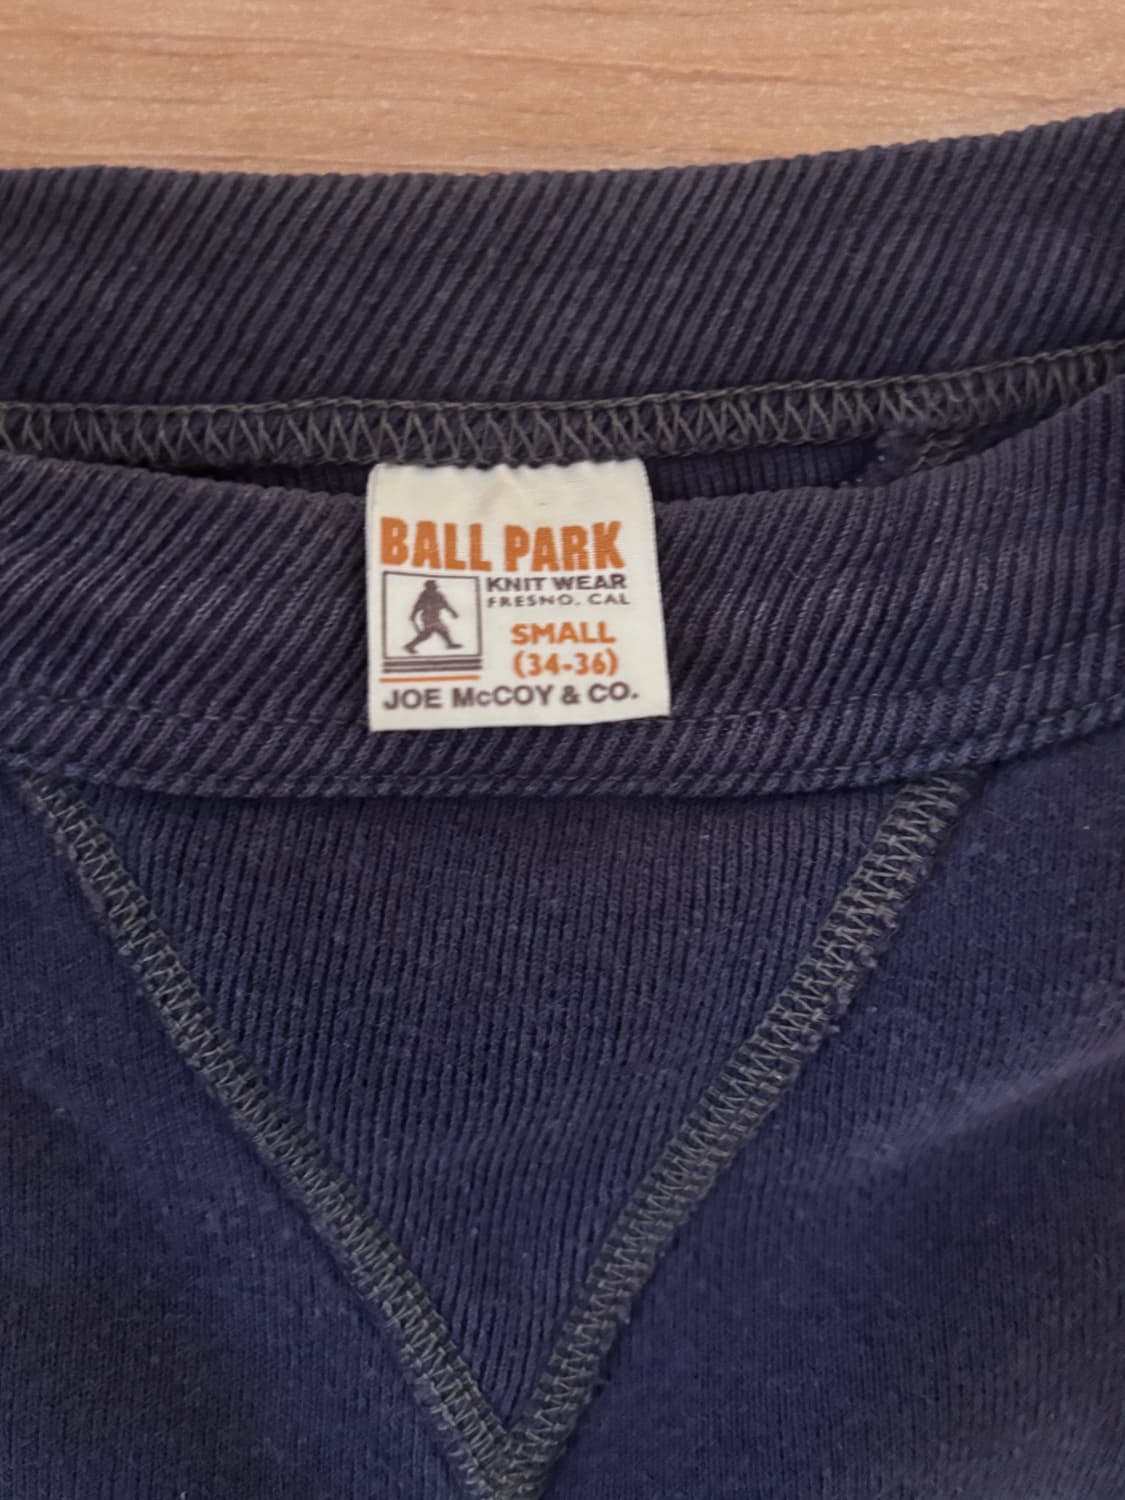 BALL PARK
KNIT WEAR
FRESNO, CAL
SMALL
(34-36)
JOE McCOY & CO.